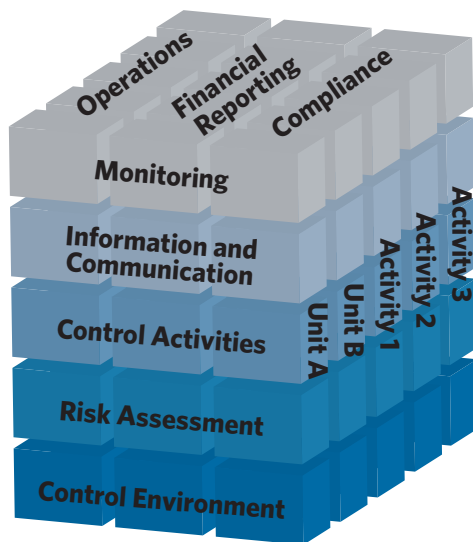 Operations
Financial
Reporting
Compliance
Monitoring
Information and
Communication
Control Activities
Risk Assessment
Control Environment
Unit A
Unit B
Activity 1
Activity 2
Activity 3